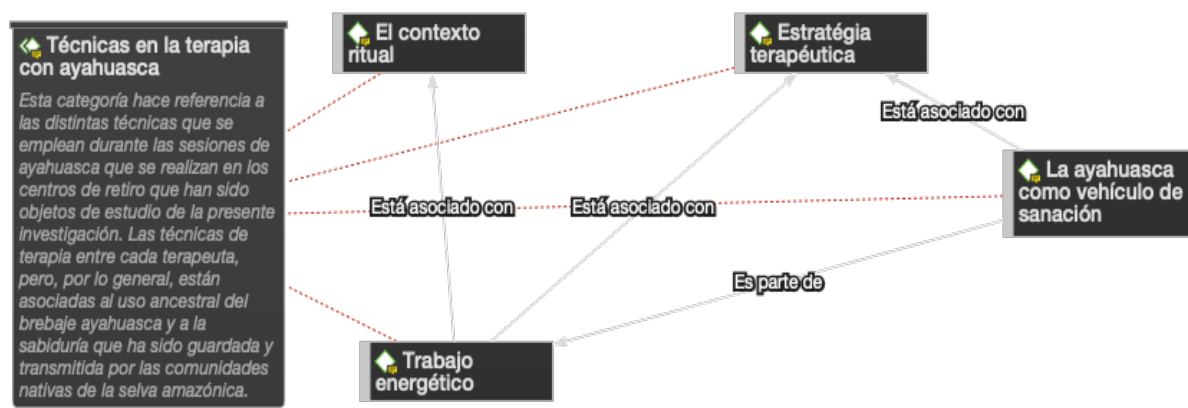 Técnicas en la terapia
con ayahuasca
Esta categoría hace referencia a
las distintas técnicas que se
emplean durante las sesiones de
ayahuasca que se realizan en los
centros de retiro que han sido
objetos de estudio de la presente
investigación. Las técnicas de
terapia entre cada terapeuta,
pero, por lo general, están
asociadas al uso ancestral del
brebaje ayahuasca y a la
sabiduría que ha sido guardada y
transmitida por las comunidades
nativas de la selva amazónica.
El contexto
ritual
Estratégia
terapéutica
Está asociado con
La ayahuasca
como vehículo de
sanación
Está asociado con
Está asociado con
Es parte de
Trabajo
energético